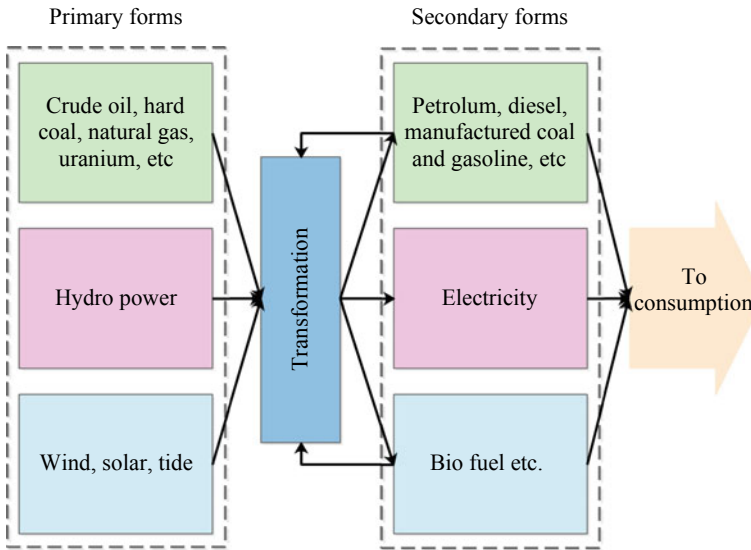 Primary forms
Secondary forms
Crude oil, hard
coal, natural gas,
uranium, etc
Petrolum, diesel,
manufactured coal
and gasoline, etc
Hydro power
Transformation
Electricity
To
consumption
Wind, solar, tide
Bio fuel etc.